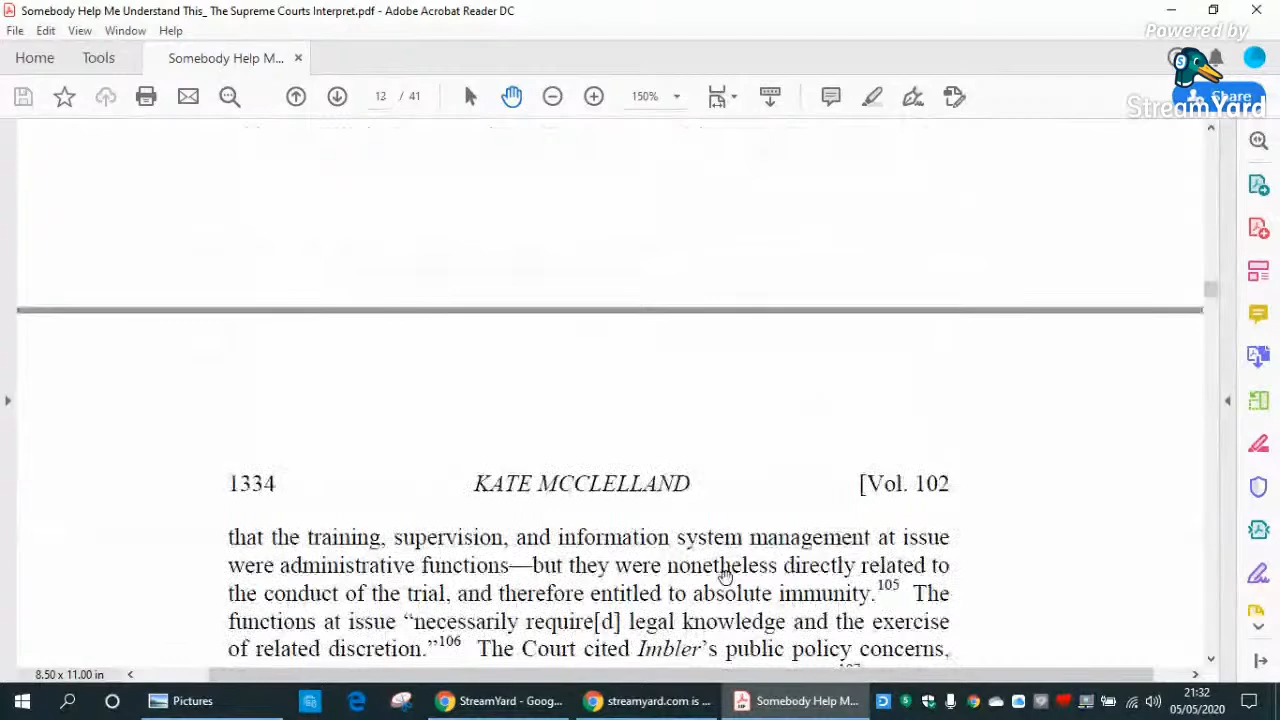 Somebody Help Me Understand This_ The Supreme Courts Interpret.pdf - Adobe Acrobat Reader DC
Powered by
File Edit View Window Help
Home Tools Somebody Help M... ×
12 / 41 150% Share
StreamYard
1334 KATE MCCLELLAND [Vol. 102
that the training, supervision, and information system management at issue
were administrative functions—but they were nonetheless directly related to
the conduct of the trial, and therefore entitled to absolute immunity.105 The
functions at issue “necessarily require[d] legal knowledge and the exercise
of related discretion.”106 The Court cited Imbler’s public policy concerns,
8.50 x 11.00 in
Pictures StreamYard - Goog... streamyard.com is ... Somebody Help M... 21:32
05/05/2020